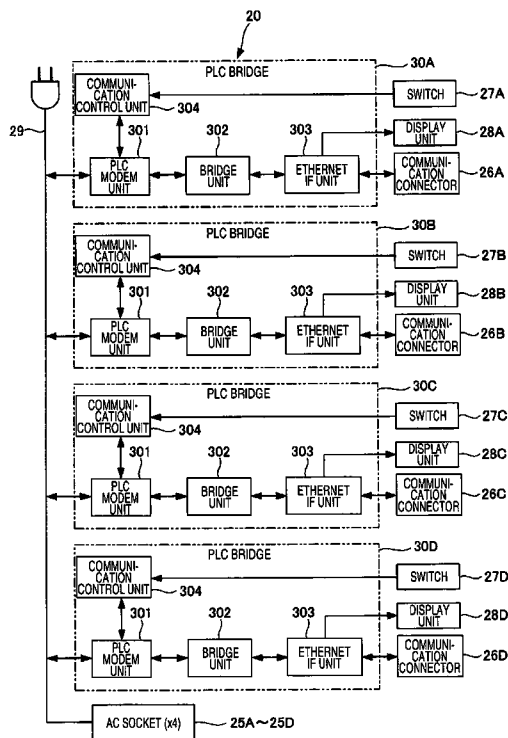 20
30A
PLC BRIDGE
COMMUNI-
CATION
CONTROL UNIT
304
SWITCH
27A
29
301
302
303
DISPLAY
UNIT
28A
PLC
MODEM
UNIT
BRIDGE
UNIT
ETHERNET
IF UNIT
COMMUNI-
CATION
CONNECTOR
26A
30B
PLC BRIDGE
COMMUNI-
CATION
CONTROL UNIT
304
SWITCH
27B
301
302
303
DISPLAY
UNIT
28B
PLC
MODEM
UNIT
BRIDGE
UNIT
ETHERNET
IF UNIT
COMMUNI-
CATION
CONNECTOR
26B
30C
PLC BRIDGE
COMMUNI-
CATION
CONTROL UNIT
304
SWITCH
27C
301
302
303
DISPLAY
UNIT
28C
PLC
MODEM
UNIT
BRIDGE
UNIT
ETHERNET
IF UNIT
COMMUNI-
CATION
CONNECTOR
26C
30D
PLC BRIDGE
COMMUNI-
CATION
CONTROL UNIT
304
SWITCH
27D
301
302
303
DISPLAY
UNIT
28D
PLC
MODEM
UNIT
BRIDGE
UNIT
ETHERNET
IF UNIT
COMMUNI-
CATION
CONNECTOR
26D
AC SOCKET (x4)
25A~25D